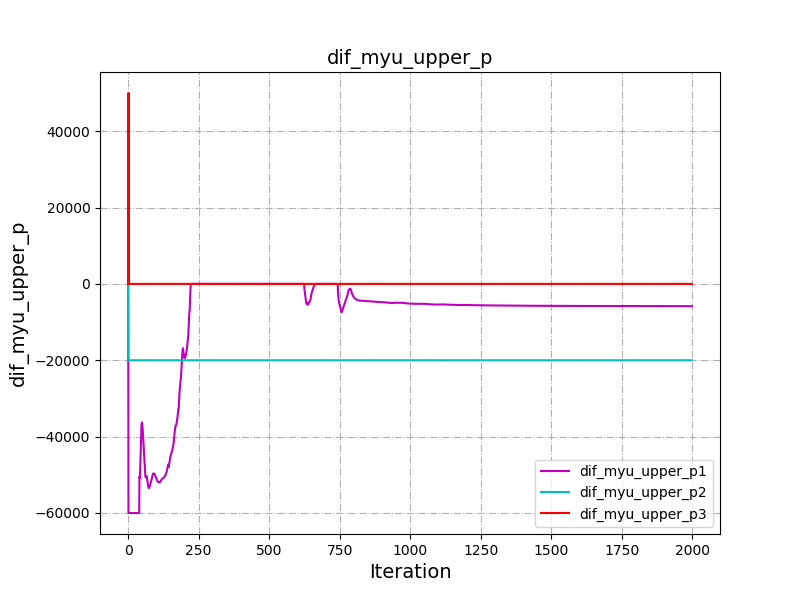 dif_myu_upper_p
dif_myu_upper_p
40000
20000
0
−20000
−40000
−60000
dif_myu_upper_p1
dif_myu_upper_p2
dif_myu_upper_p3
0 250 500 750 1000 1250 1500 1750 2000
Iteration